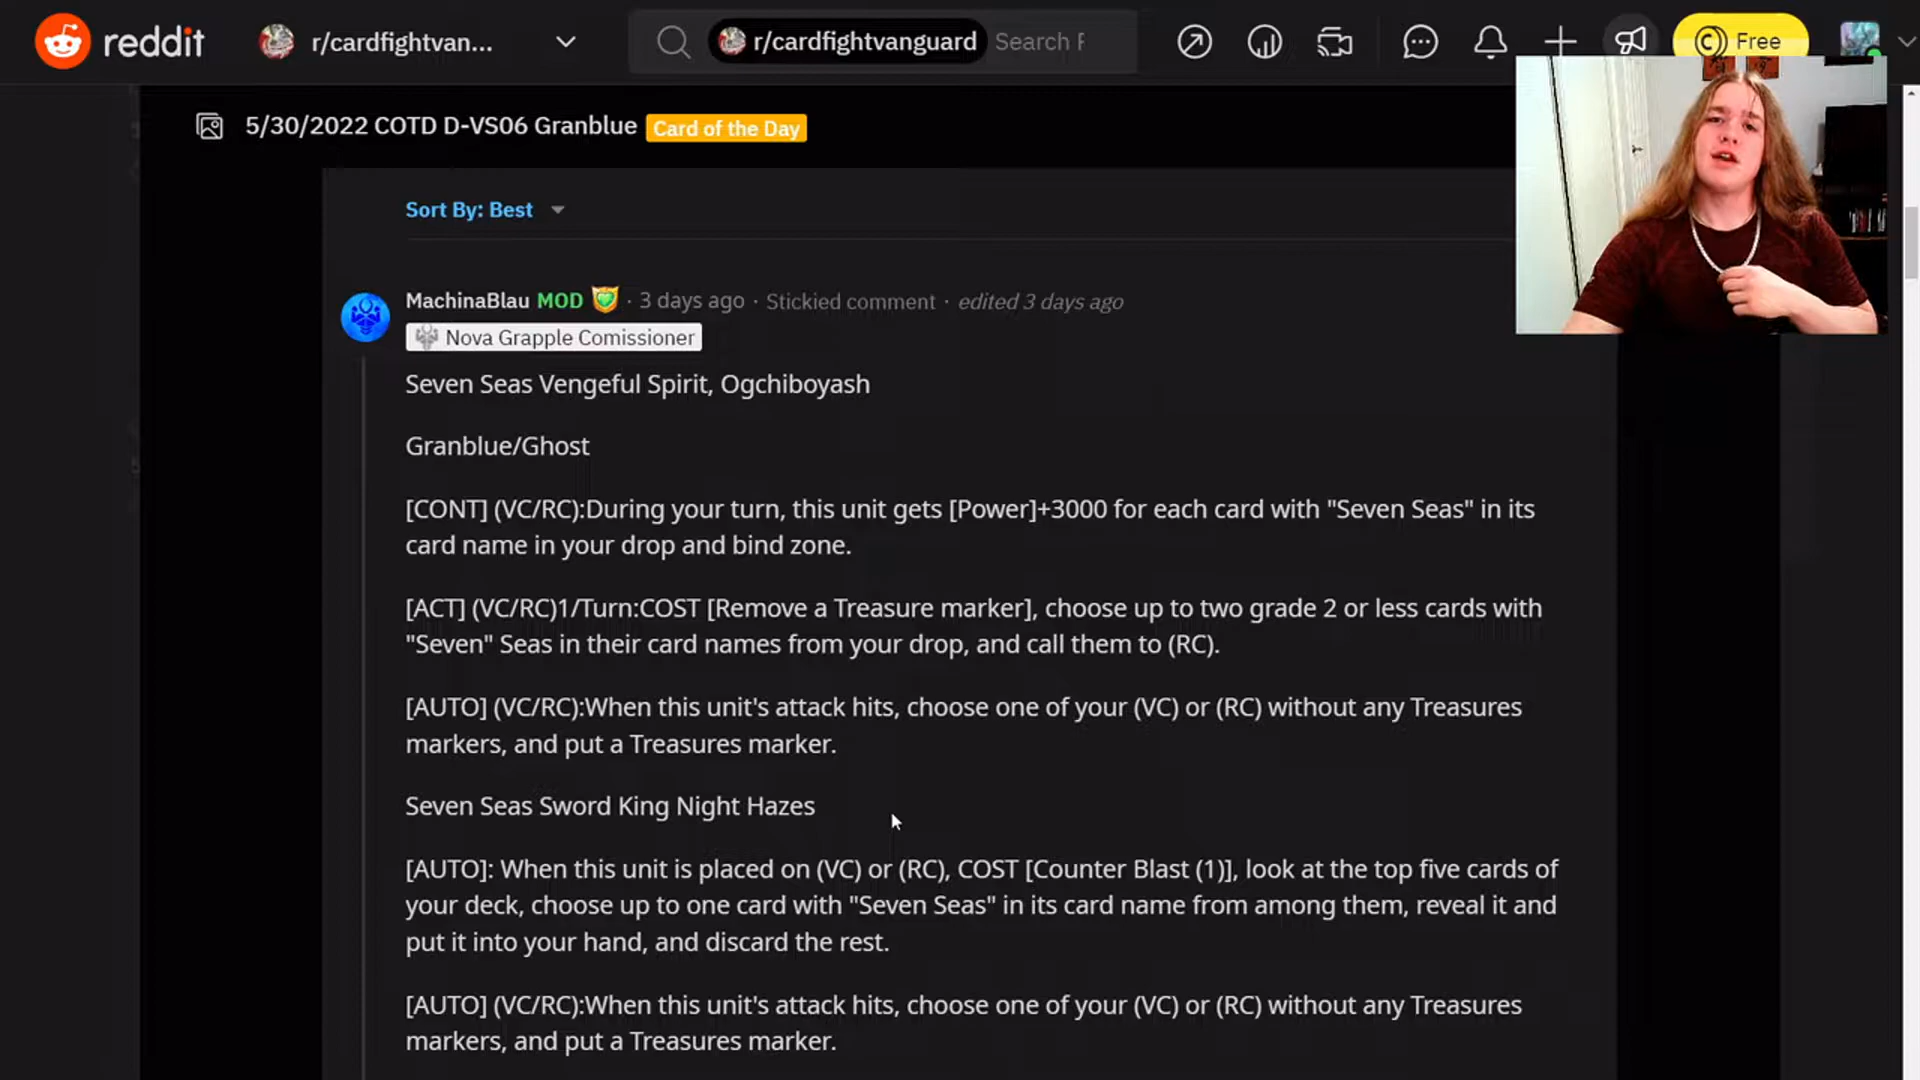 reddit r/cardfightvan... r/cardfightvanguard Search Free
5/30/2022 COTD D-VS06 Granblue Card of the Day
Sort By: Best
MachinaBlau MOD · 3 days ago · Stickied comment · edited 3 days ago
Nova Grapple Comissioner
Seven Seas Vengeful Spirit, Ogchiboyash
Granblue/Ghost
[CONT] (VC/RC):During your turn, this unit gets [Power]+3000 for each card with "Seven Seas" in its
card name in your drop and bind zone.
[ACT] (VC/RC)1/Turn:COST [Remove a Treasure marker], choose up to two grade 2 or less cards with
"Seven" Seas in their card names from your drop, and call them to (RC).
[AUTO] (VC/RC):When this unit's attack hits, choose one of your (VC) or (RC) without any Treasures
markers, and put a Treasures marker.
Seven Seas Sword King Night Hazes
[AUTO]: When this unit is placed on (VC) or (RC), COST [Counter Blast (1)], look at the top five cards of
your deck, choose up to one card with "Seven Seas" in its card name from among them, reveal it and
put it into your hand, and discard the rest.
[AUTO] (VC/RC):When this unit's attack hits, choose one of your (VC) or (RC) without any Treasures
markers, and put a Treasures marker.